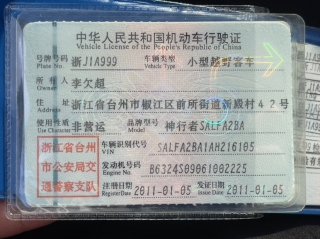 中华人民共和国机动车行驶证
Vehicle License of the People's Republic of China
号牌号码 浙J1A999 车辆类型 小型越野客车
Plate No. Vehicle Type
所有人 李欠超
Owner
住址 浙江省台州市椒江区前所街道新殿村42号
Address
使用性质 非营运 品牌型号 神行者SALFA2BA
Use Character Model
浙江省台州市公安局交通警察支队
车辆识别代号 SALFA2BA1AH216105
VIN
发动机号码 B6324S09061002225
Engine No.
注册日期 2011-01-05 发证日期 2011-01-05
Register Date Issue Date